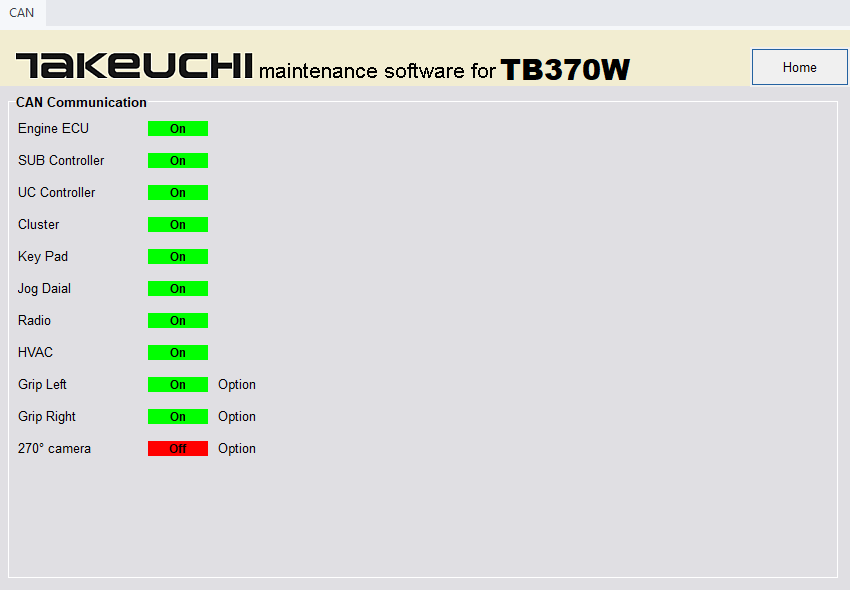 CAN
TAKEUCHI maintenance software for TB370W
Home
CAN Communication
Engine ECU On
SUB Controller On
UC Controller On
Cluster On
Key Pad On
Jog Daial On
Radio On
HVAC On
Grip Left On Option
Grip Right On Option
270° camera Off Option